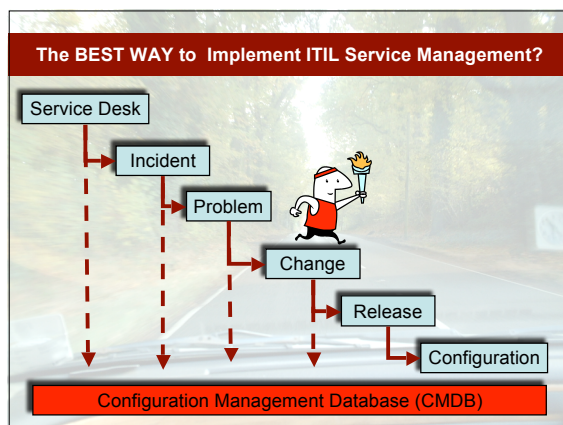 The BEST WAY to Implement ITIL Service Management?
Service Desk
Incident
Problem
Change
Release
Configuration
Configuration Management Database (CMDB)